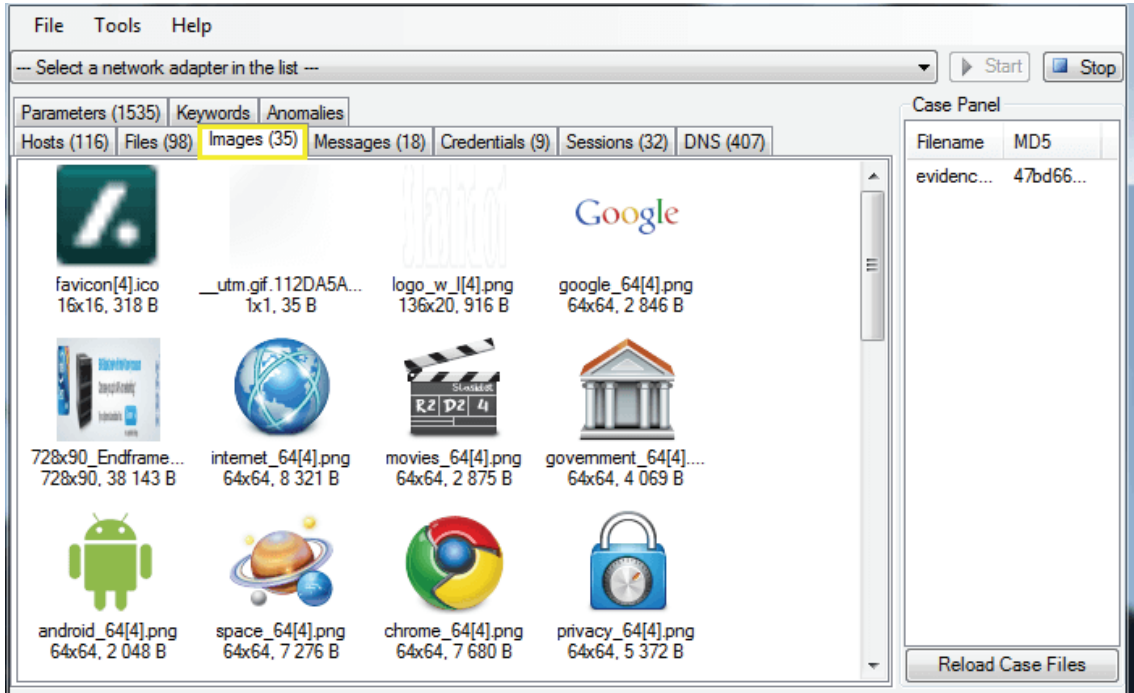 File Tools Help
--- Select a network adapter in the list ---
Start Stop
Parameters (1535) Keywords Anomalies
Hosts (116) Files (98) Images (35) Messages (18) Credentials (9) Sessions (32) DNS (407)
Case Panel
Filename MD5
evidenc... 47bd66...
Google
favicon[4].ico __utm.gif.112DA5A... logo_w_l[4].png google_64[4].png
16x16, 318 B 1x1, 35 B 136x20, 916 B 64x64, 2 846 B
Slashdot
R2 D2 4
728x90_Endframe... internet_64[4].png movies_64[4].png government_64[4]....
728x90, 38 143 B 64x64, 8 321 B 64x64, 2 875 B 64x64, 4 069 B
android_64[4].png space_64[4].png chrome_64[4].png privacy_64[4].png
64x64, 2 048 B 64x64, 7 276 B 64x64, 7 680 B 64x64, 5 372 B
Reload Case Files